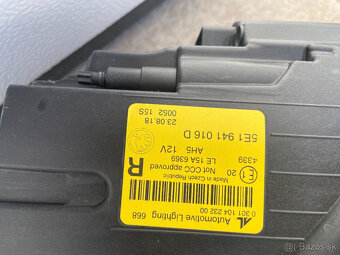 AL Automotive Lighting 668
0 301 104 232 00
Made in Czech Republic
Not CCC approved
R
E1 20
LE 15A 6369
4339
AH5 12V
5E1 941 016 D
23.08.18
0052 15S
bazos.sk